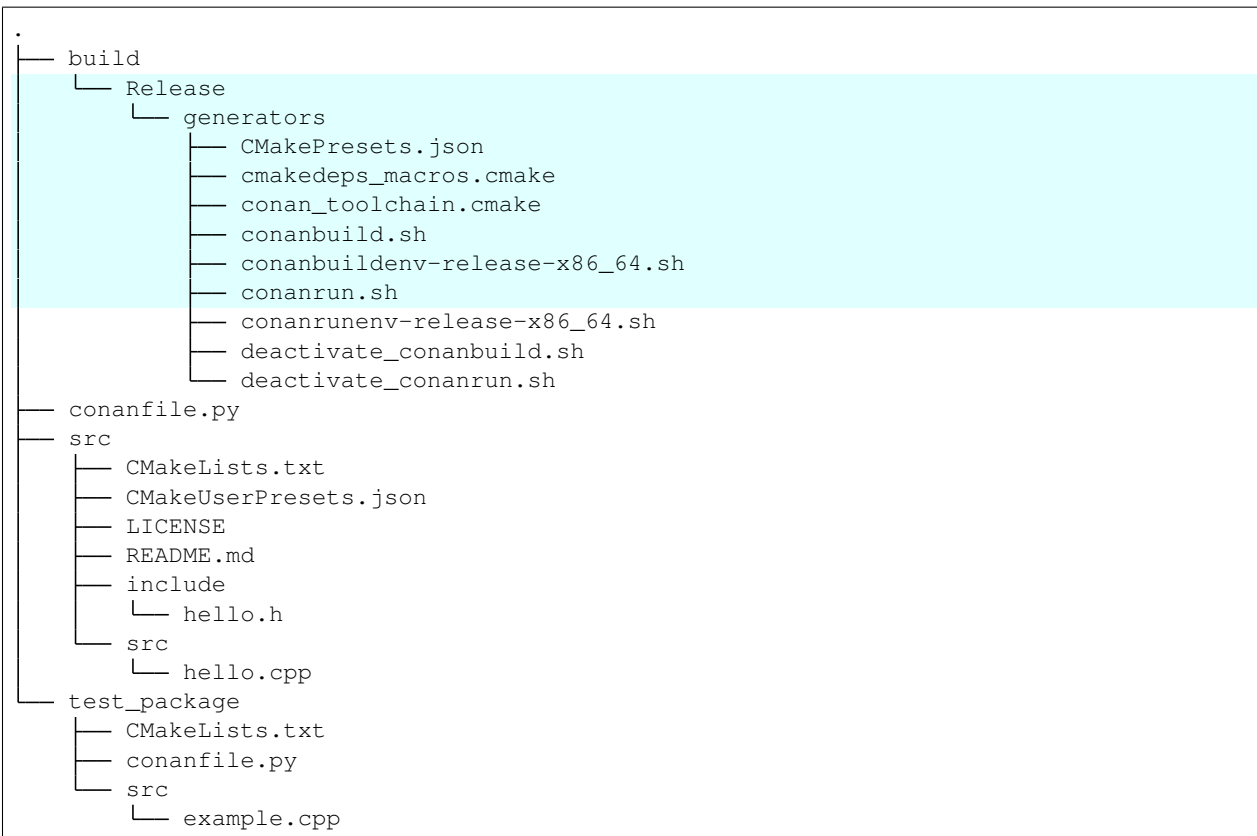 .
├── build
│   └── Release
│       └── generators
│           ├── CMakePresets.json
│           ├── cmakedeps_macros.cmake
│           ├── conan_toolchain.cmake
│           ├── conanbuild.sh
│           ├── conanbuildenv-release-x86_64.sh
│           ├── conanrun.sh
│           ├── conanrunenv-release-x86_64.sh
│           ├── deactivate_conanbuild.sh
│           └── deactivate_conanrun.sh
├── conanfile.py
├── src
│   ├── CMakeLists.txt
│   ├── CMakeUserPresets.json
│   ├── LICENSE
│   ├── README.md
│   ├── include
│   │   └── hello.h
│   └── src
│       └── hello.cpp
└── test_package
    ├── CMakeLists.txt
    ├── conanfile.py
    └── src
        └── example.cpp